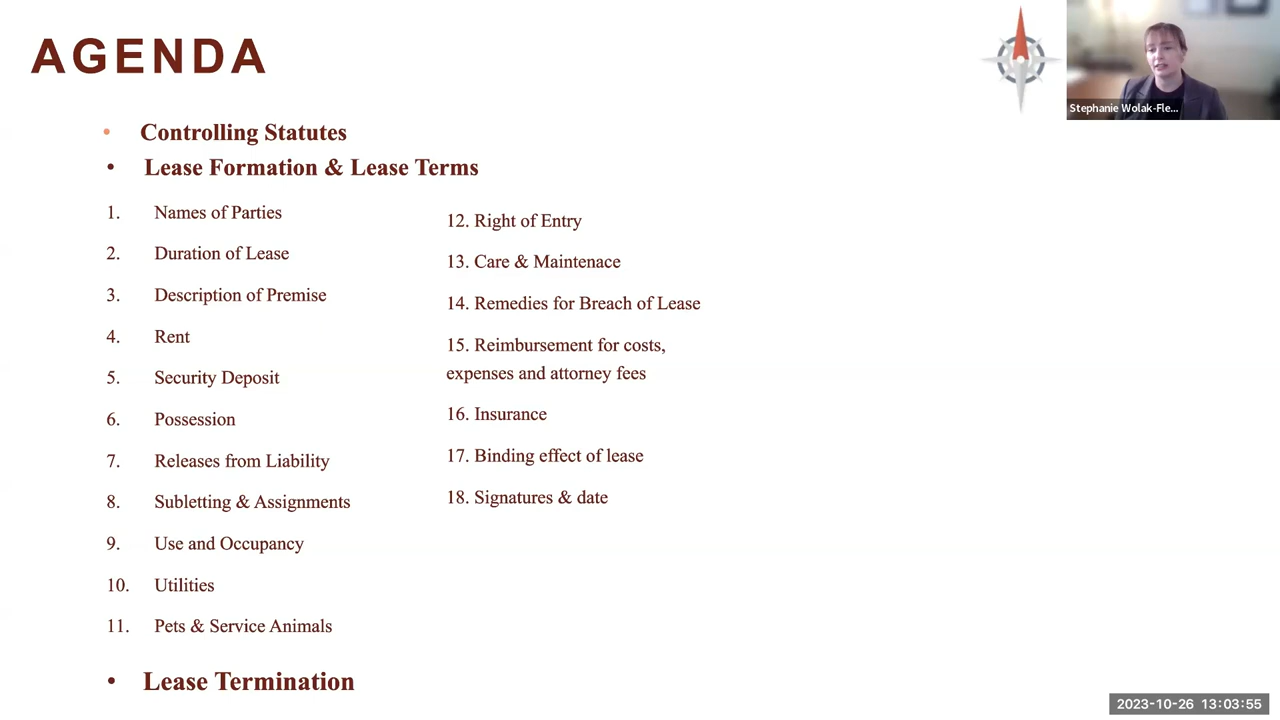 AGENDA
Stephanie Wolak-Fle...
• Controlling Statutes
• Lease Formation & Lease Terms
1. Names of Parties
2. Duration of Lease
3. Description of Premise
4. Rent
5. Security Deposit
6. Possession
7. Releases from Liability
8. Subletting & Assignments
9. Use and Occupancy
10. Utilities
11. Pets & Service Animals
12. Right of Entry
13. Care & Maintenace
14. Remedies for Breach of Lease
15. Reimbursement for costs,
expenses and attorney fees
16. Insurance
17. Binding effect of lease
18. Signatures & date
• Lease Termination
2023-10-26 13:03:55